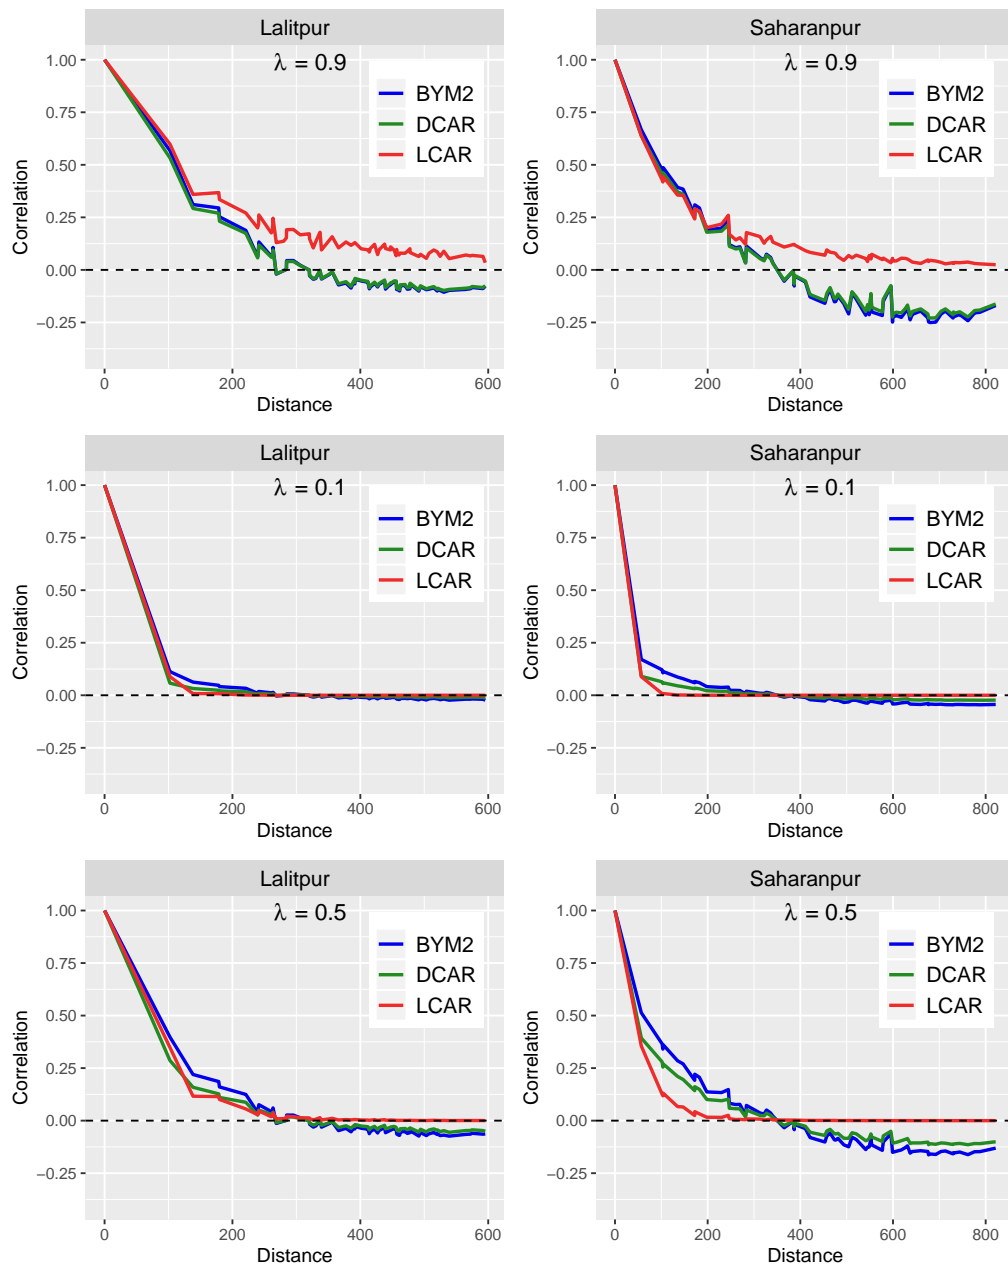 Lalitpur
λ = 0.9
1.00
0.75
0.50
0.25
0.00
−0.25
Correlation
BYM2
DCAR
LCAR
0 200 400 600
Distance
Saharanpur
λ = 0.9
1.00
0.75
0.50
0.25
0.00
−0.25
Correlation
BYM2
DCAR
LCAR
0 200 400 600 800
Distance
Lalitpur
λ = 0.1
1.00
0.75
0.50
0.25
0.00
−0.25
Correlation
BYM2
DCAR
LCAR
0 200 400 600
Distance
Saharanpur
λ = 0.1
1.00
0.75
0.50
0.25
0.00
−0.25
Correlation
BYM2
DCAR
LCAR
0 200 400 600 800
Distance
Lalitpur
λ = 0.5
1.00
0.75
0.50
0.25
0.00
−0.25
Correlation
BYM2
DCAR
LCAR
0 200 400 600
Distance
Saharanpur
λ = 0.5
1.00
0.75
0.50
0.25
0.00
−0.25
Correlation
BYM2
DCAR
LCAR
0 200 400 600 800
Distance